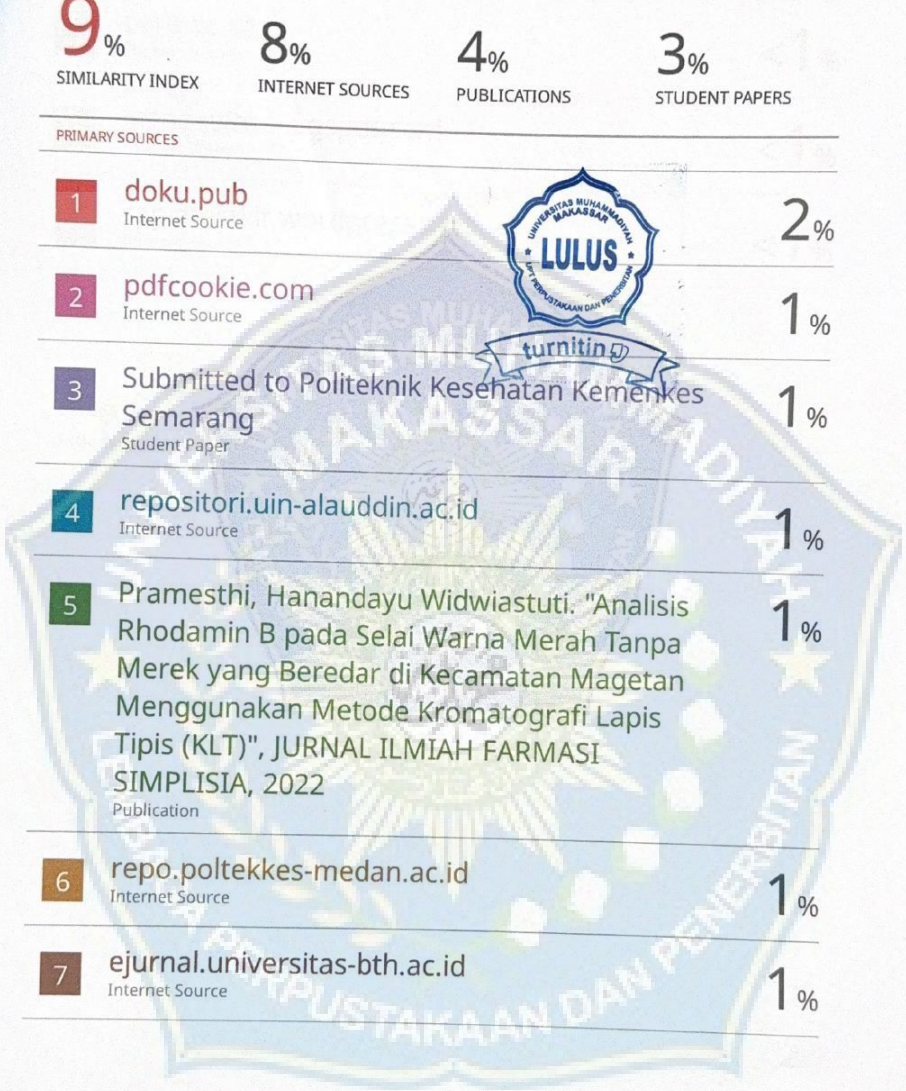 9%
SIMILARITY INDEX
8%
INTERNET SOURCES
4%
PUBLICATIONS
3%
STUDENT PAPERS
PRIMARY SOURCES
1
doku.pub
Internet Source
2%
2
pdfcookie.com
Internet Source
1%
3
Submitted to Politeknik Kesehatan Kemenkes
Semarang
Student Paper
1%
4
repositori.uin-alauddin.ac.id
Internet Source
1%
5
Pramesthi, Hanandayu Widwiastuti. "Analisis
Rhodamin B pada Selai Warna Merah Tanpa
Merek yang Beredar di Kecamatan Magetan
Menggunakan Metode Kromatografi Lapis
Tipis (KLT)", JURNAL ILMIAH FARMASI
SIMPLISIA, 2022
Publication
1%
6
repo.poltekkes-medan.ac.id
Internet Source
1%
7
ejurnal.universitas-bth.ac.id
Internet Source
1%
UNIVERSITAS MUHAMMADIYAH
MAKASSAR
LULUS
UPT PERPUSTAKAAN DAN PENERBITAN
turnitin
MAKASSAR
PERPUSTAKAAN DAN PENERBITAN